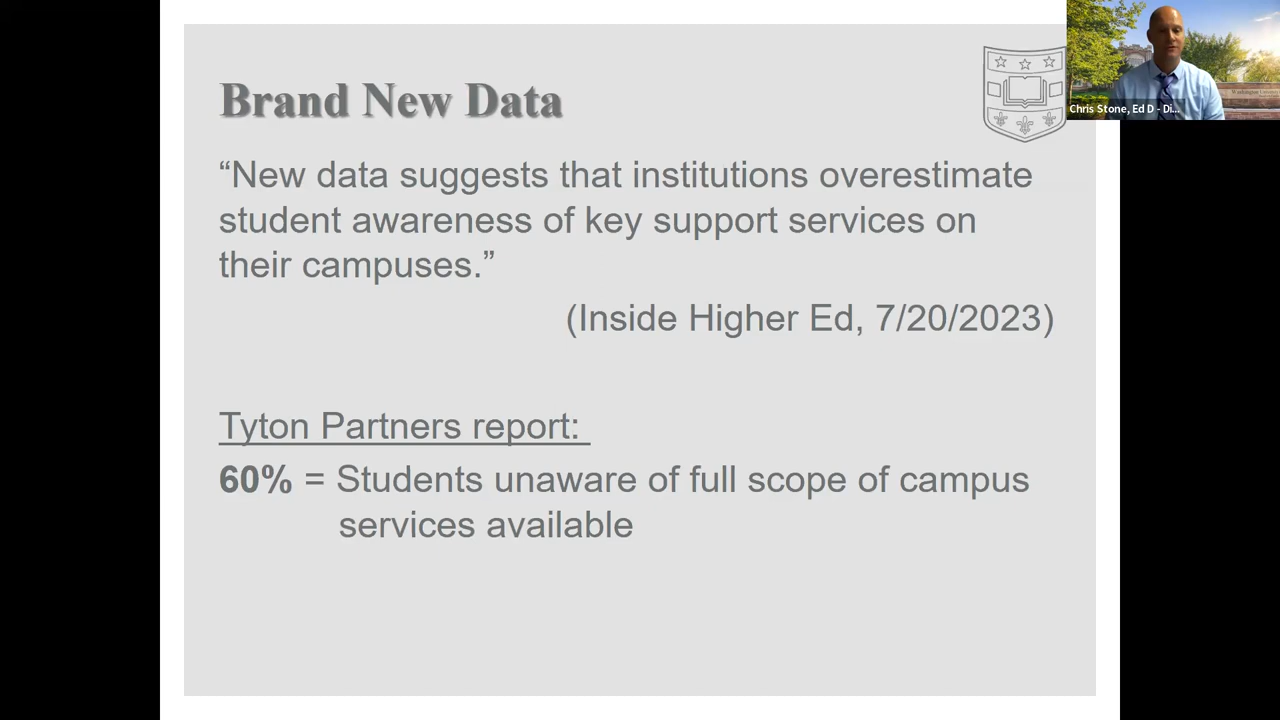 Brand New Data
“New data suggests that institutions overestimate
student awareness of key support services on
their campuses.”
(Inside Higher Ed, 7/20/2023)
Tyton Partners report:
60% = Students unaware of full scope of campus
services available
Chris Stone, Ed D - Di...
Washington University